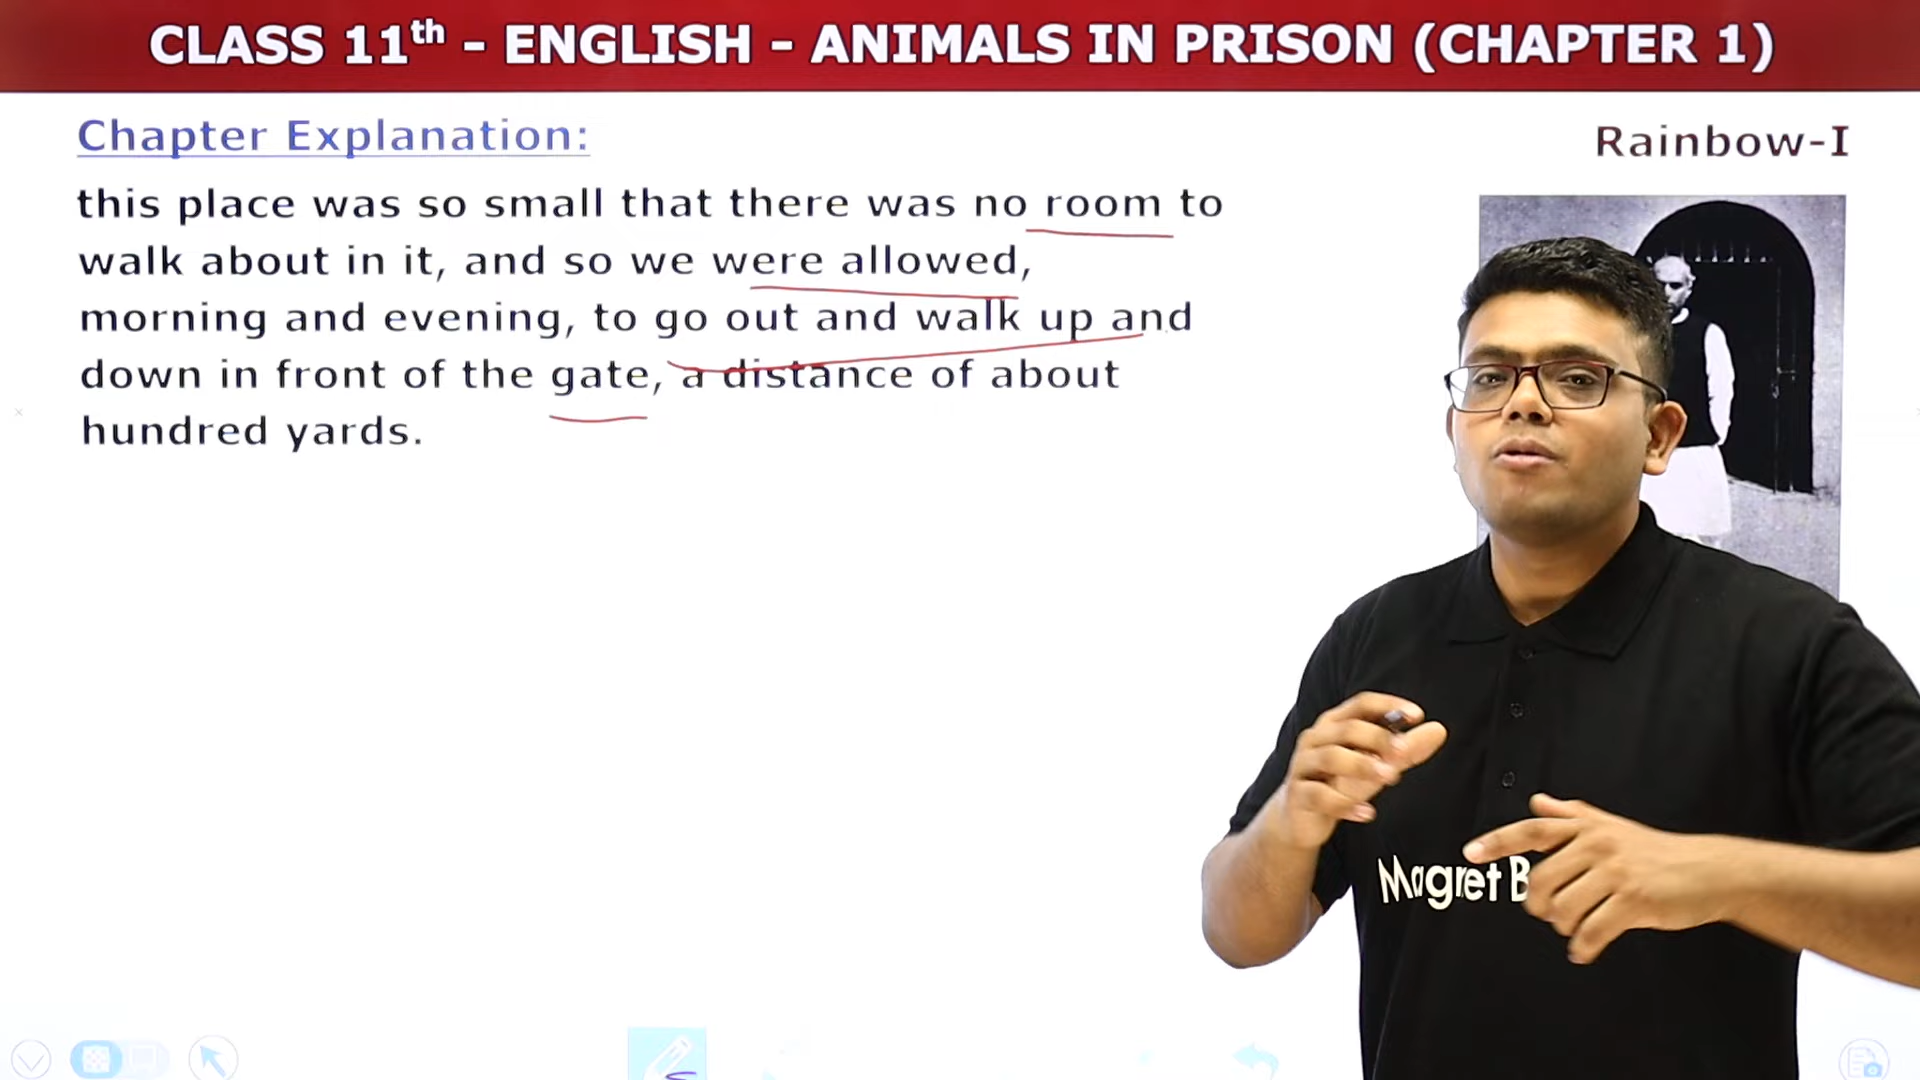 CLASS 11th - ENGLISH - ANIMALS IN PRISON (CHAPTER 1)
Chapter Explanation:
Rainbow-I
this place was so small that there was no room to
walk about in it, and so we were allowed,
morning and evening, to go out and walk up and
down in front of the gate, a distance of about
hundred yards.
Magret B